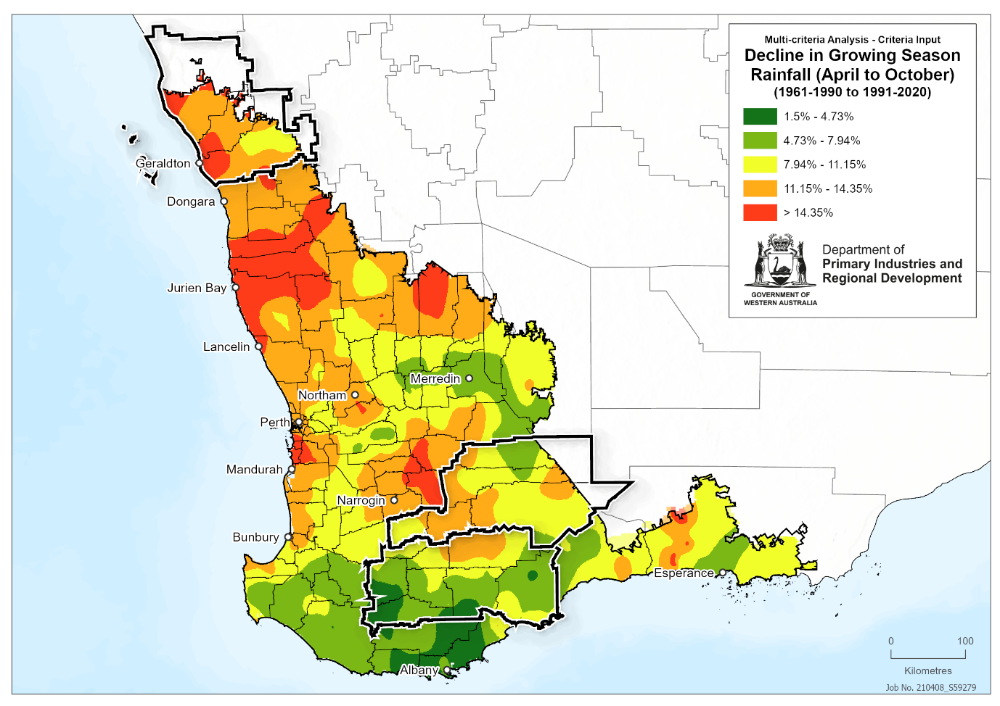 Multi-criteria Analysis - Criteria Input
Decline in Growing Season
Rainfall (April to October)
(1961-1990 to 1991-2020)
1.5% - 4.73%
4.73% - 7.94%
7.94% - 11.15%
11.15% - 14.35%
> 14.35%
Department of
Primary Industries and
Regional Development
GOVERNMENT OF
WESTERN AUSTRALIA
Geraldton
Dongara
Jurien Bay
Lancelin
Merredin
Northam
Perth
Mandurah
Narrogin
Bunbury
Esperance
Albany
0 100
Kilometres
Job No. 210408_S59279